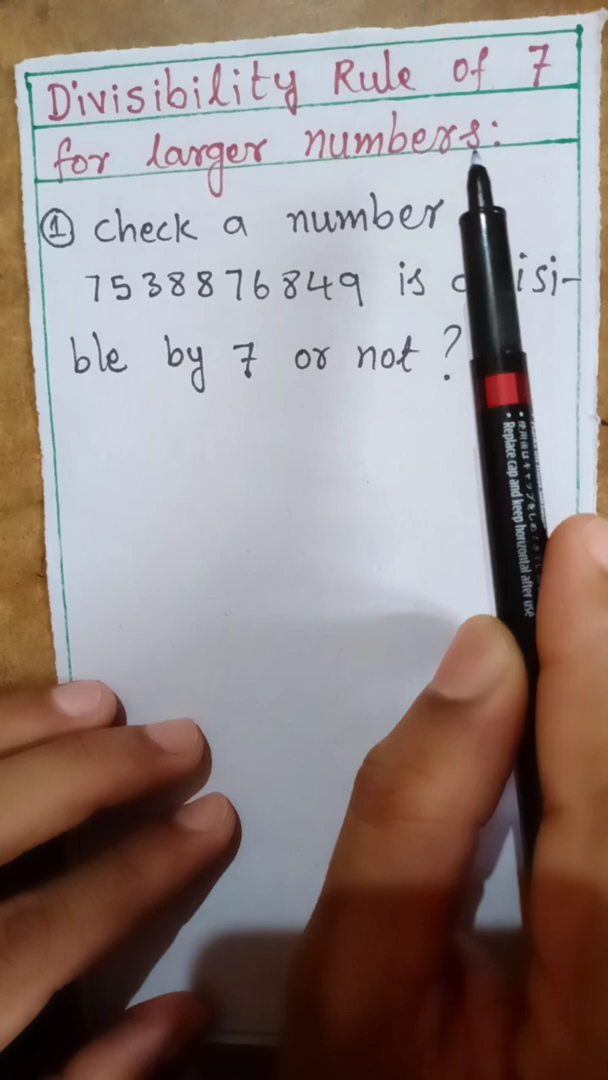 Divisibility Rule of 7
for larger numbers:
① Check a number
7538876849 is isi-
ble by 7 or not ?
• Replace cap and keep horizontal after use